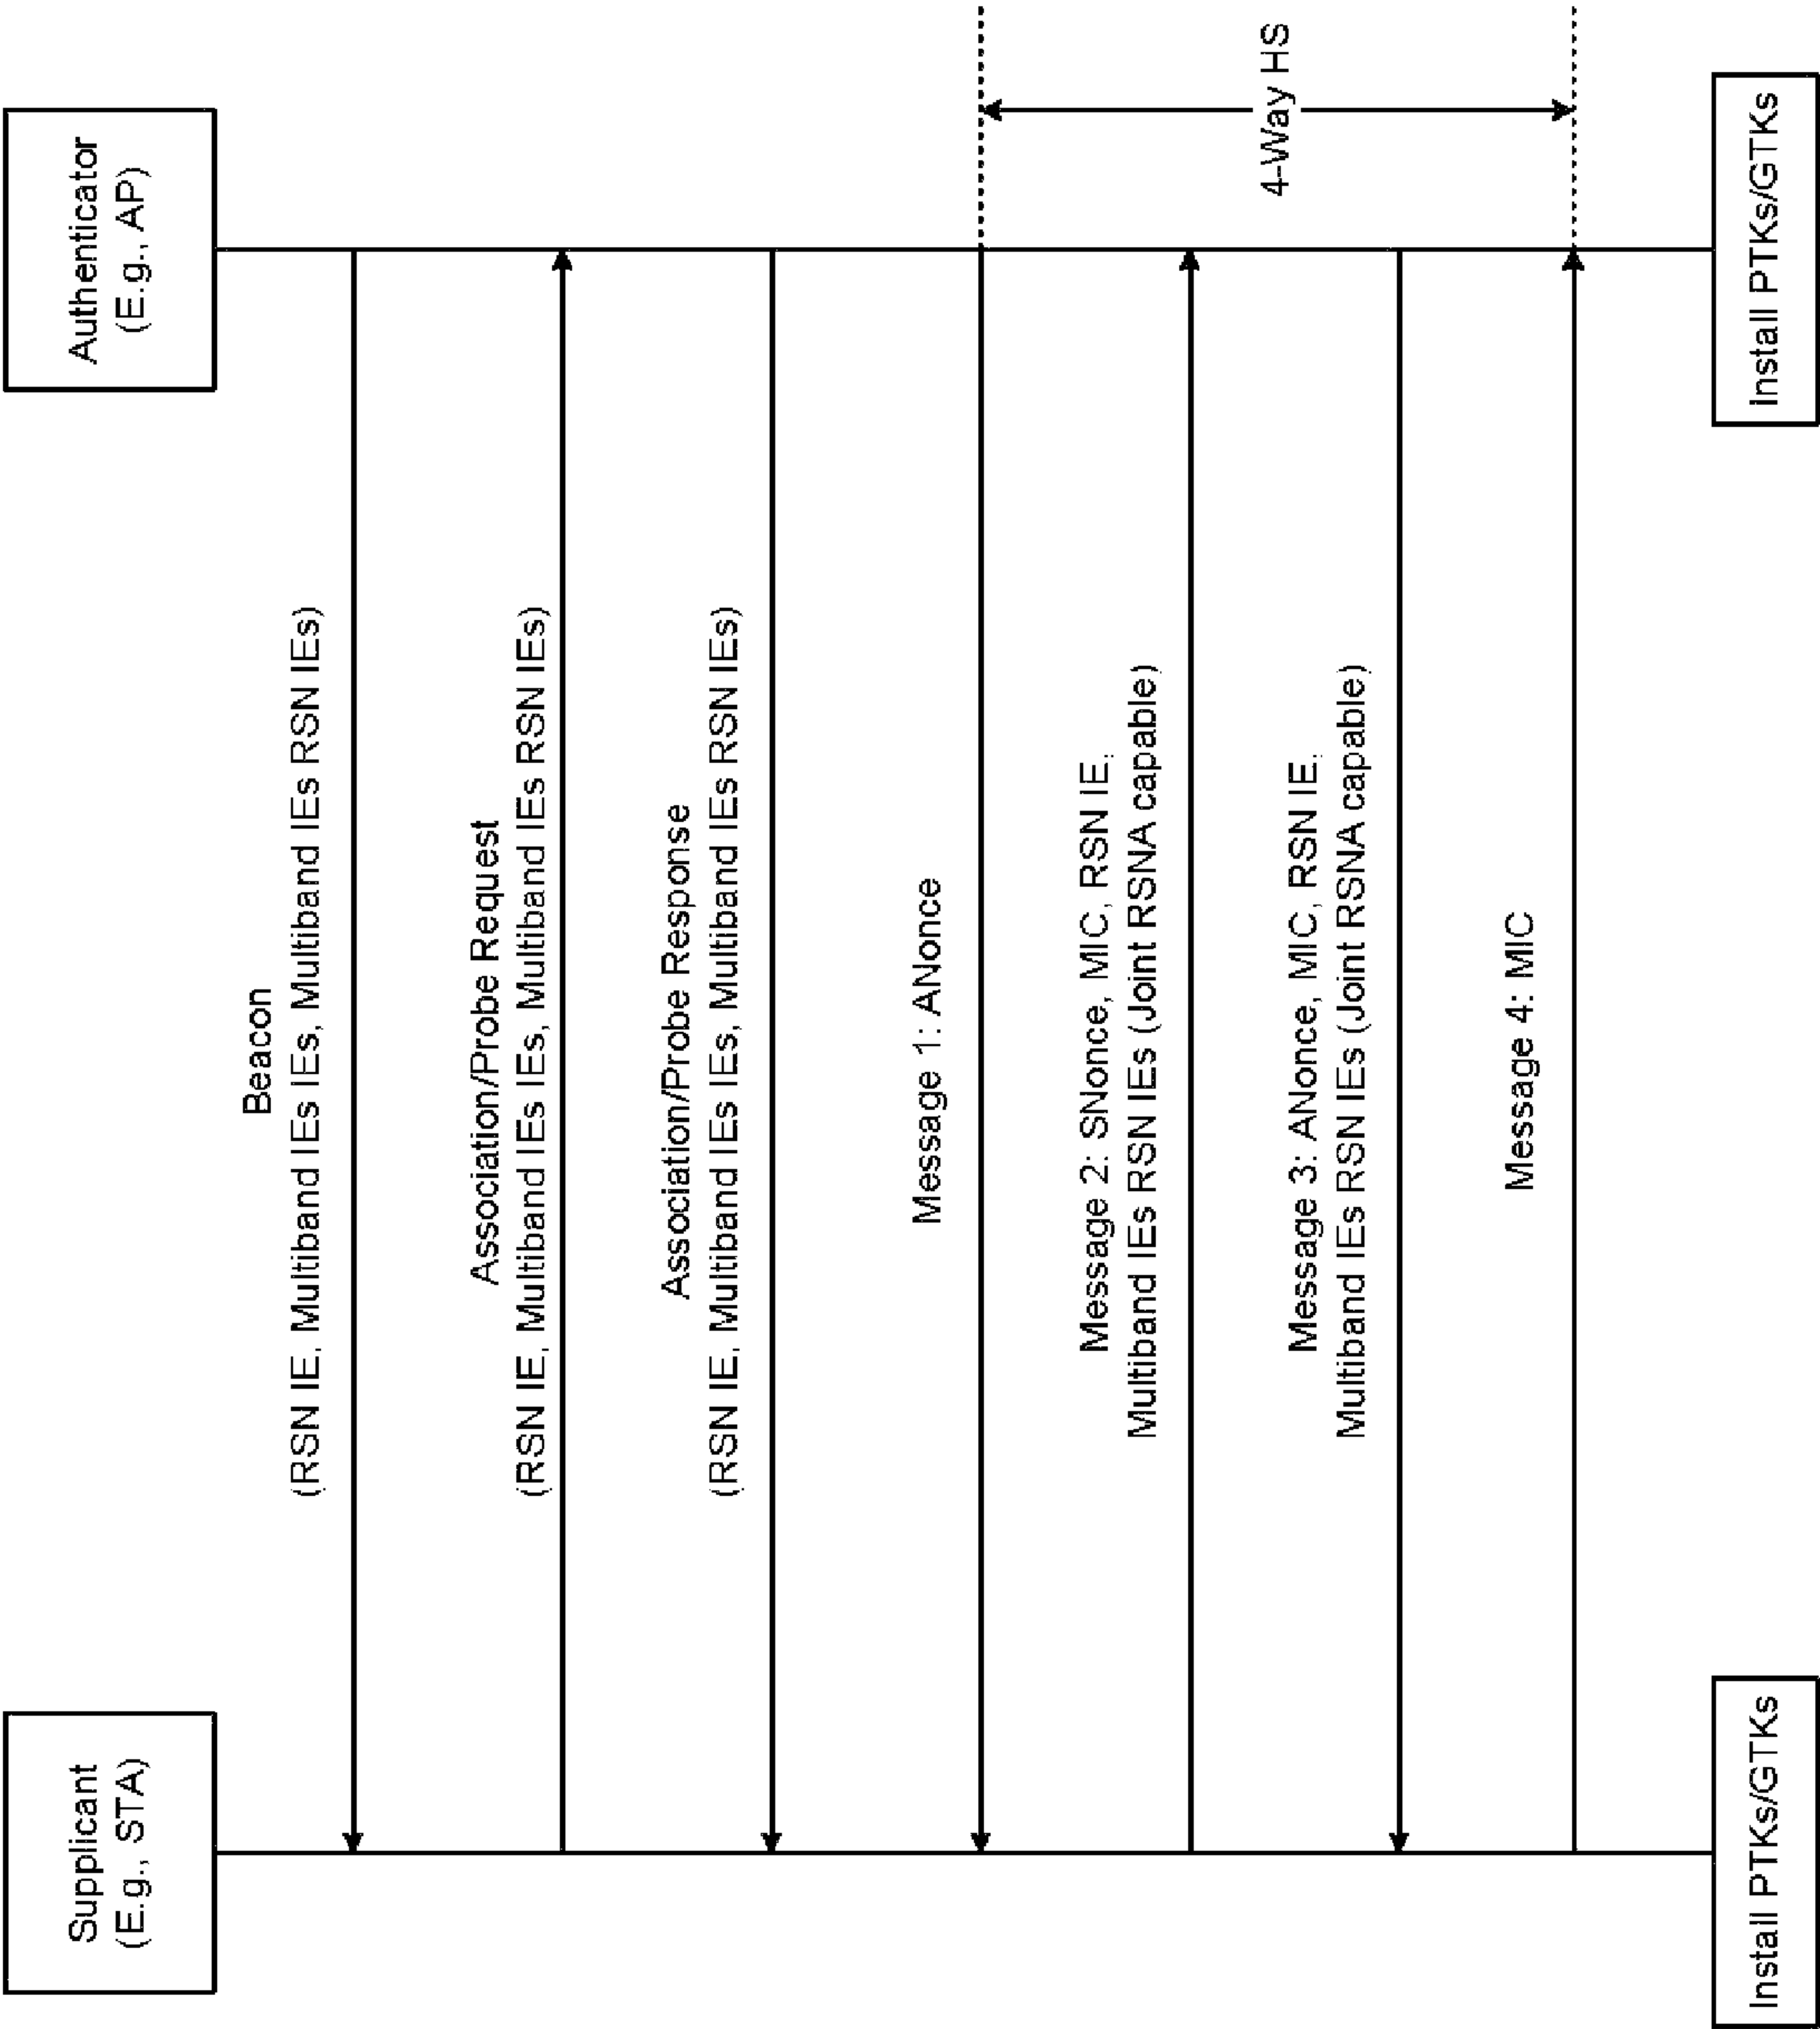 Supplicant
(E.g., STA)
Authenticator
(E.g., AP)
Beacon
(RSN IE, Multiband IEs IEs, Multiband IEs RSN IEs)
Association/Probe Request
(RSN IE, Multiband IEs IEs, Multiband IEs RSN IEs)
Association/Probe Response
(RSN IE, Multiband IEs IEs, Multiband IEs RSN IEs)
Message 1: ANonce
Message 2: SNonce, MIC, RSN IE,
Multiband IEs RSN IEs (Joint RSNA capable)
Message 3: ANonce, MIC, RSN IE,
Multiband IEs RSN IEs (Joint RSNA capable)
Message 4: MIC
4-Way HS
Install PTKs/GTKs
Install PTKs/GTKs